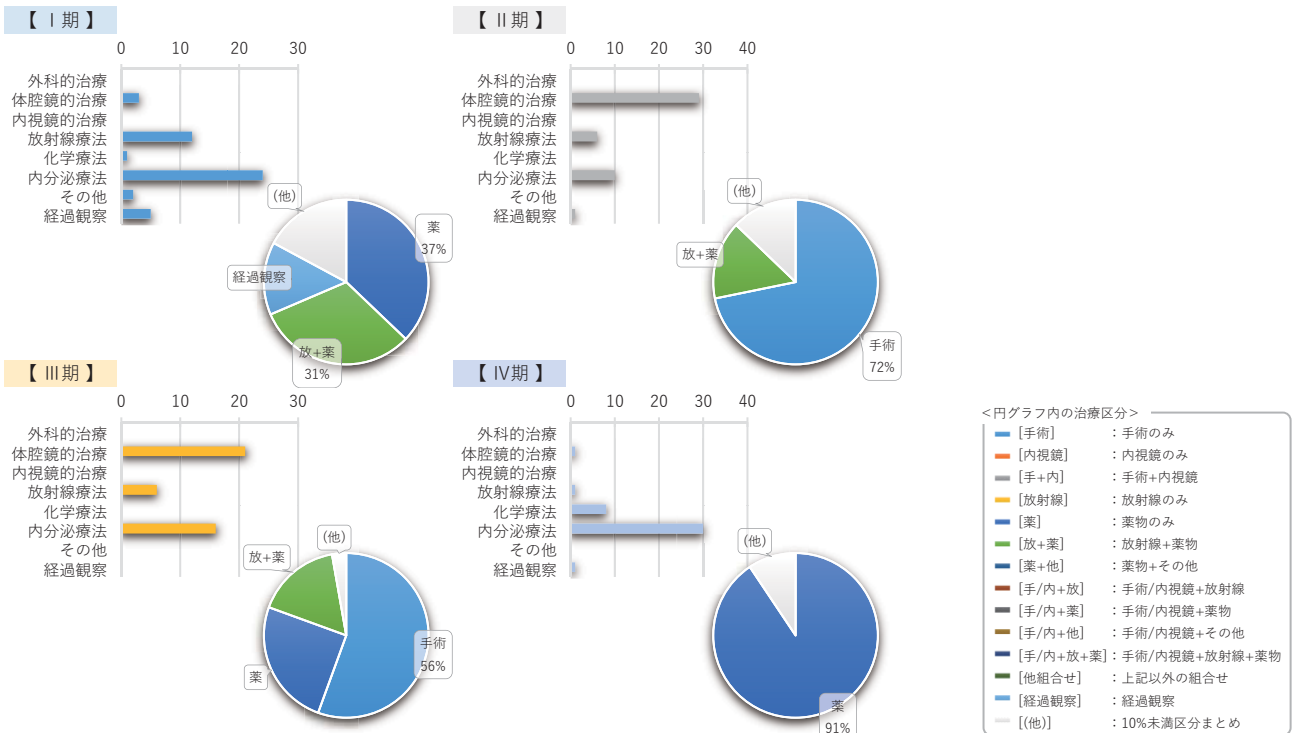 【 Ⅰ期 】
0 10 20 30
外科的治療
体腔鏡的治療
内視鏡的治療
放射線療法
化学療法
内分泌療法
その他
経過観察
(他)
薬
37%
経過観察
放+薬
31%
【 Ⅱ期 】
0 10 20 30 40
外科的治療
体腔鏡的治療
内視鏡的治療
放射線療法
化学療法
内分泌療法
その他
経過観察
(他)
放+薬
手術
72%
【 Ⅲ期 】
0 10 20 30
外科的治療
体腔鏡的治療
内視鏡的治療
放射線療法
化学療法
内分泌療法
その他
経過観察
(他)
放+薬
手術
56%
薬
【 Ⅳ期 】
0 10 20 30 40
外科的治療
体腔鏡的治療
内視鏡的治療
放射線療法
化学療法
内分泌療法
その他
経過観察
(他)
薬
91%
<円グラフ内の治療区分>
[手術] ：手術のみ
[内視鏡] ：内視鏡のみ
[手+内] ：手術+内視鏡
[放射線] ：放射線のみ
[薬] ：薬物のみ
[放+薬] ：放射線+薬物
[薬+他] ：薬物+その他
[手/内+放] ：手術/内視鏡+放射線
[手/内+薬] ：手術/内視鏡+薬物
[手/内+他] ：手術/内視鏡+その他
[手/内+放+薬]：手術/内視鏡+放射線+薬物
[他組合せ] ：上記以外の組合せ
[経過観察] ：経過観察
[(他)] ：10%未満区分まとめ